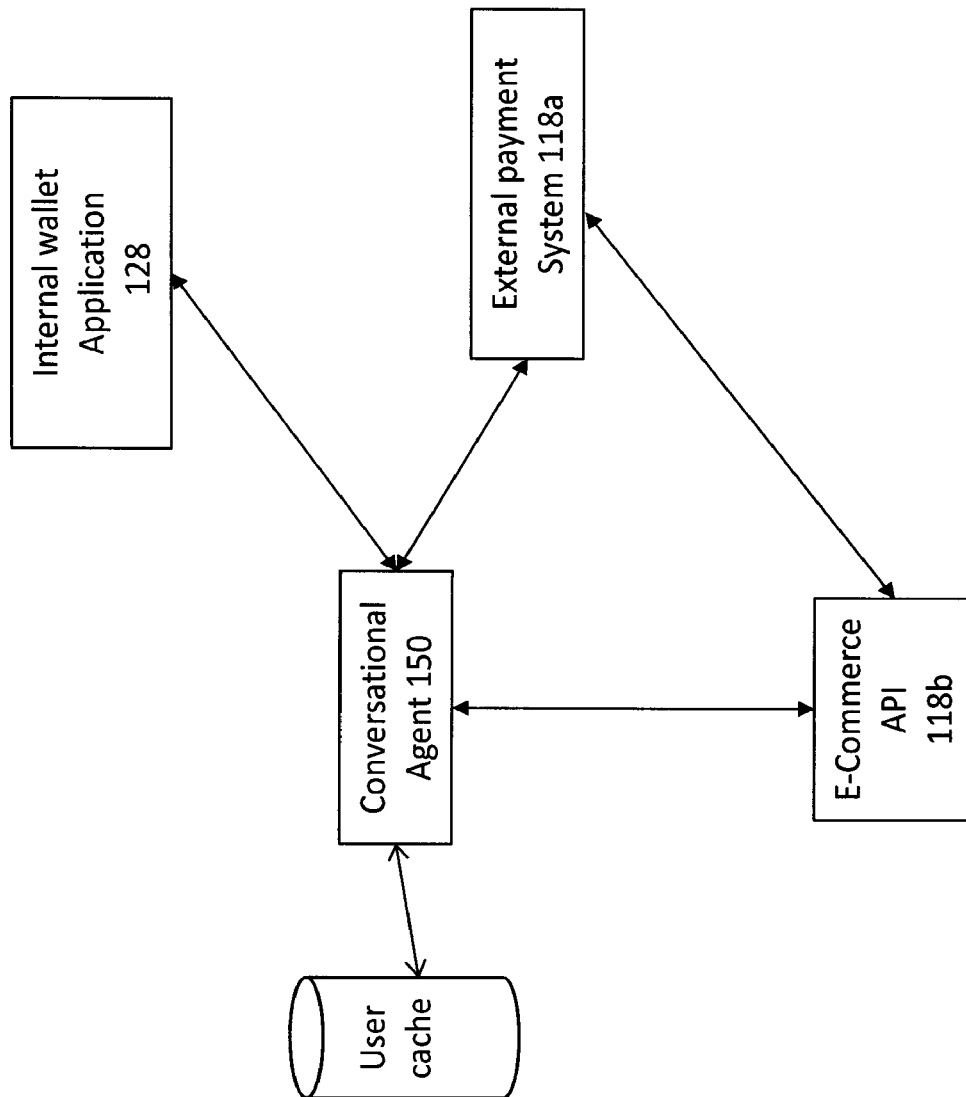 Internal wallet
Application
128
External payment
System 118a
Conversational
Agent 150
E-Commerce
API
118b
User
cache